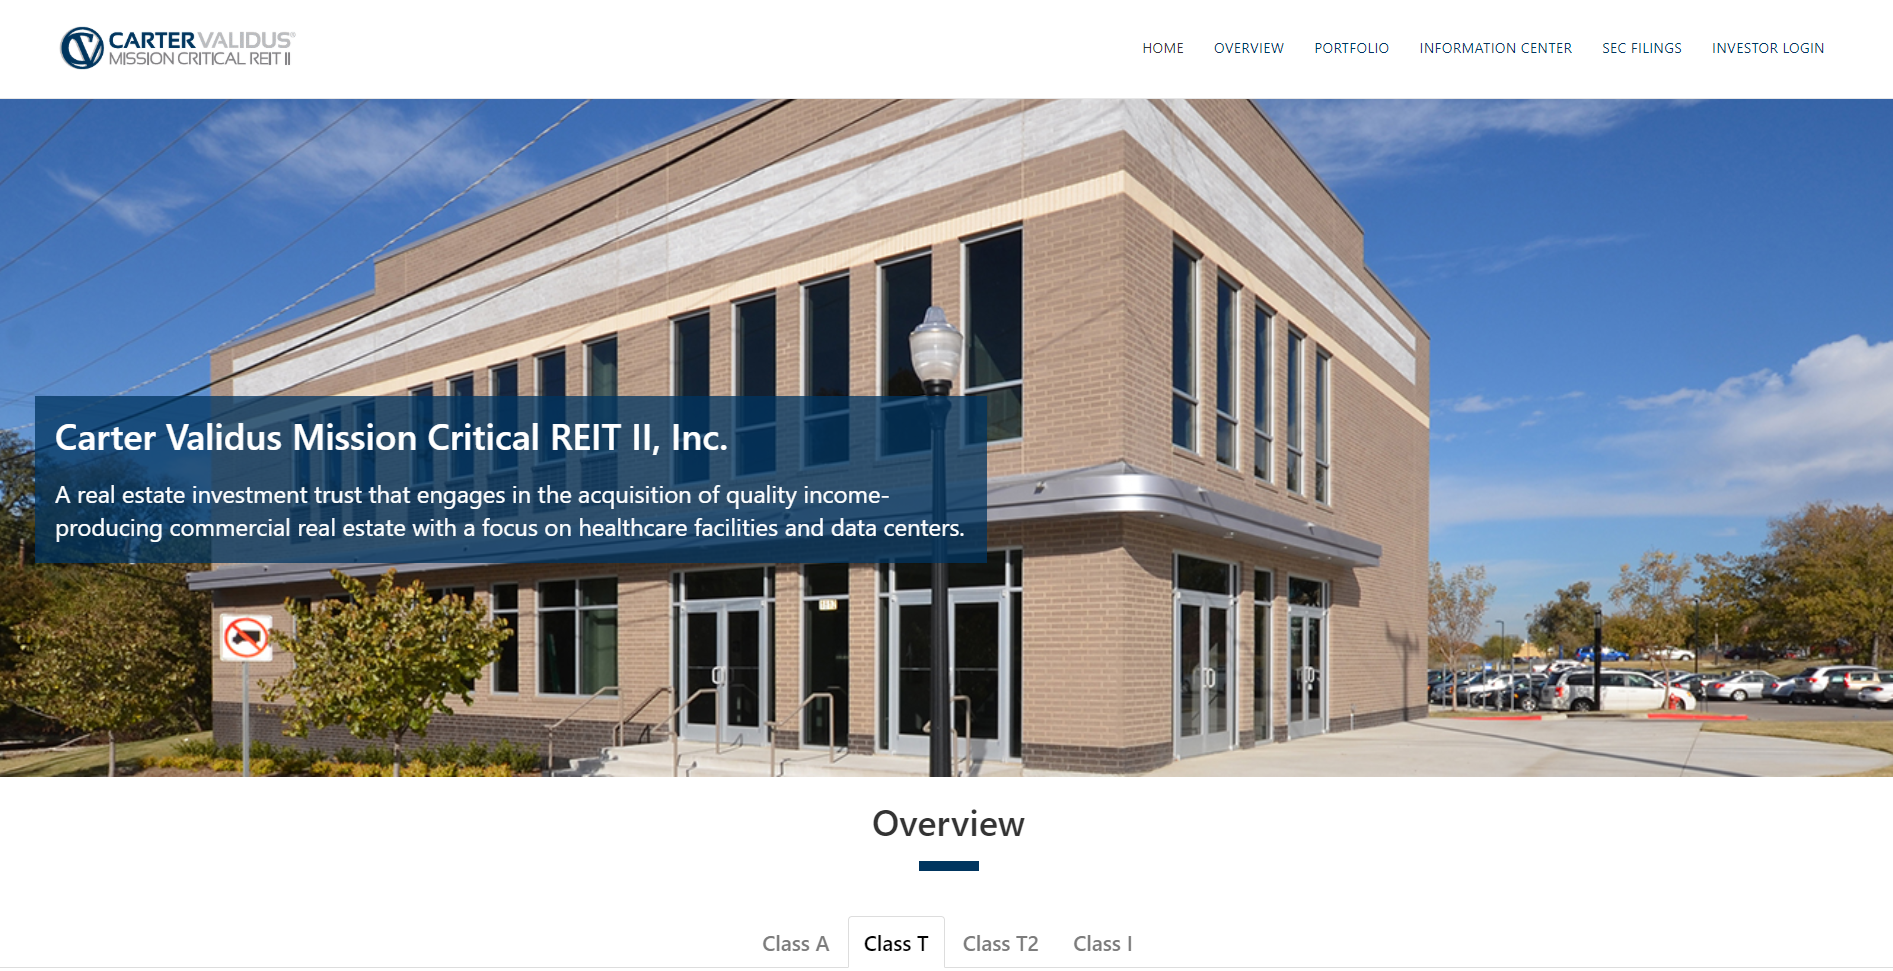 CARTER VALIDUS®
MISSION CRITICAL REIT II
HOME OVERVIEW PORTFOLIO INFORMATION CENTER SEC FILINGS INVESTOR LOGIN
Carter Validus Mission Critical REIT II, Inc.
A real estate investment trust that engages in the acquisition of quality income-
producing commercial real estate with a focus on healthcare facilities and data centers.
Overview
Class A Class T Class T2 Class I